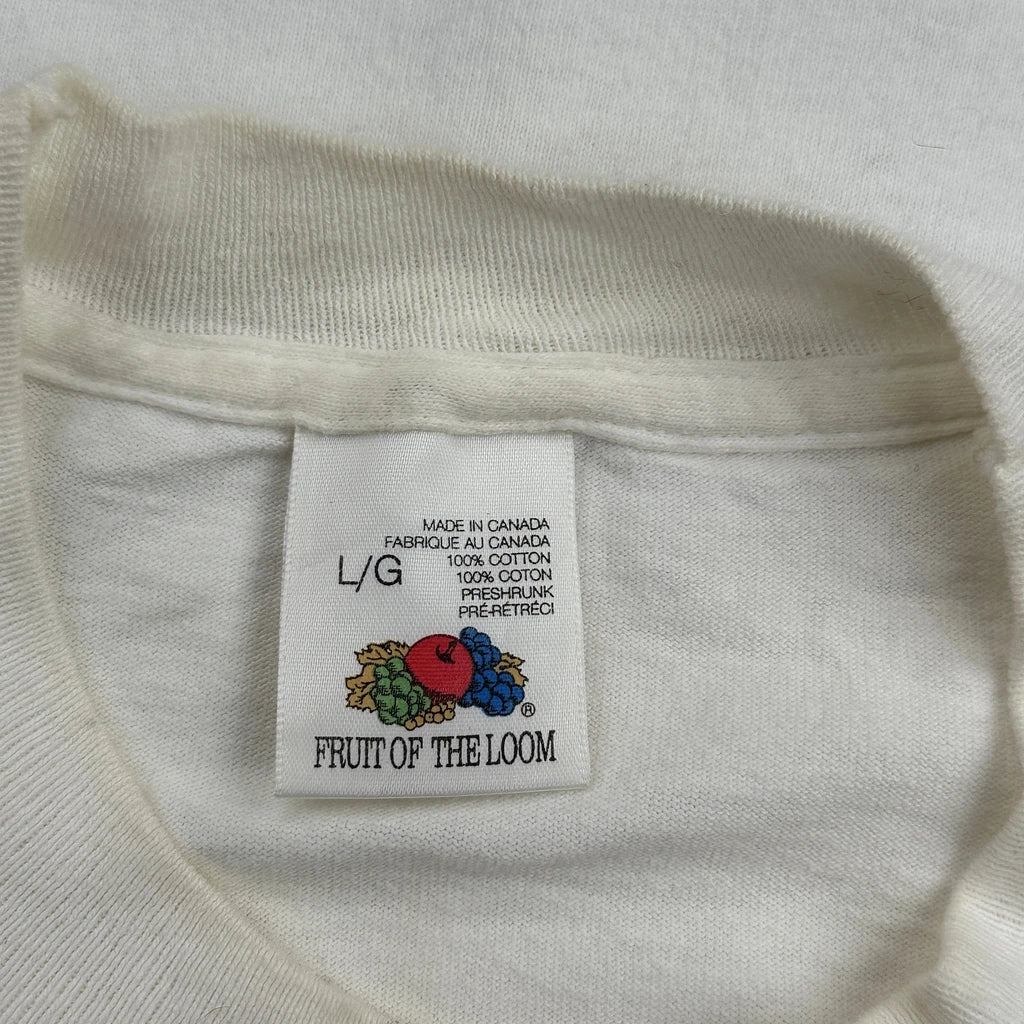 MADE IN CANADA
FABRIQUE AU CANADA
L/G
100% COTTON
100% COTON
PRESHRUNK
PRÉ-RÉTRÉCI
®
FRUIT OF THE LOOM